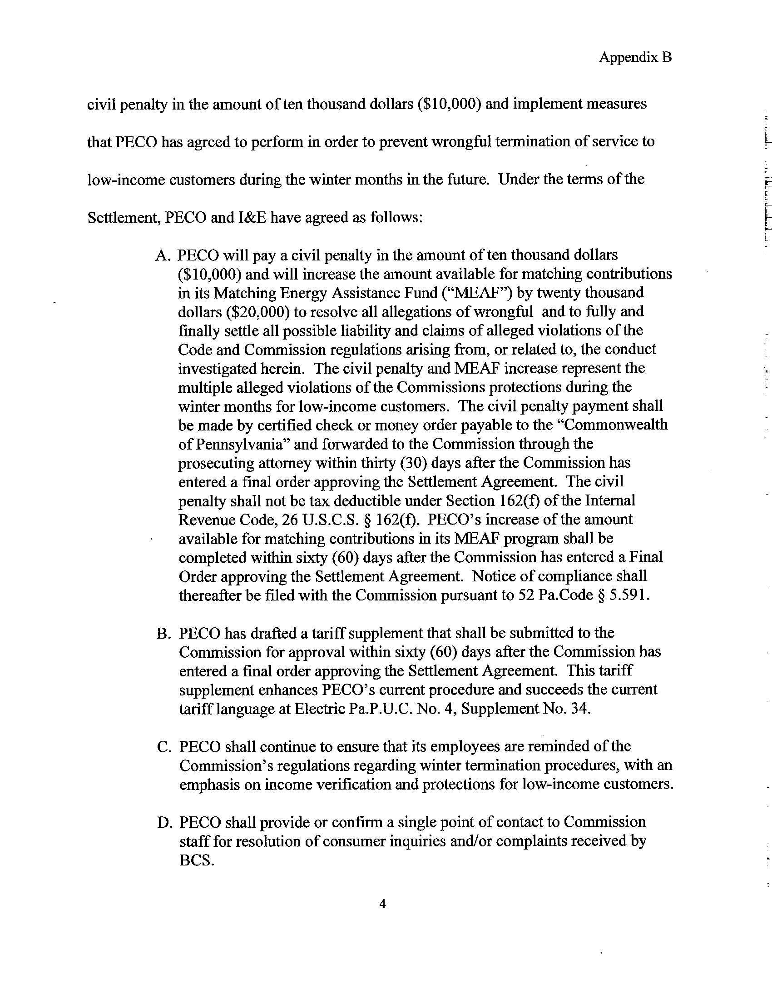 Appendix B
civil penalty in the amount of ten thousand dollars ($10,000) and implement measures
that PECO has agreed to perform in order to prevent wrongful termination of service to
low-income customers during the winter months in the future.  Under the terms of the
Settlement, PECO and I&E have agreed as follows:
A. PECO will pay a civil penalty in the amount of ten thousand dollars
($10,000) and will increase the amount available for matching contributions
in its Matching Energy Assistance Fund (“MEAF”) by twenty thousand
dollars ($20,000) to resolve all allegations of wrongful  and to fully and
finally settle all possible liability and claims of alleged violations of the
Code and Commission regulations arising from, or related to, the conduct
investigated herein.  The civil penalty and MEAF increase represent the
multiple alleged violations of the Commissions protections during the
winter months for low-income customers.  The civil penalty payment shall
be made by certified check or money order payable to the “Commonwealth
of Pennsylvania” and forwarded to the Commission through the
prosecuting attorney within thirty (30) days after the Commission has
entered a final order approving the Settlement Agreement.  The civil
penalty shall not be tax deductible under Section 162(f) of the Internal
Revenue Code, 26 U.S.C.S. § 162(f).  PECO’s increase of the amount
available for matching contributions in its MEAF program shall be
completed within sixty (60) days after the Commission has entered a Final
Order approving the Settlement Agreement.  Notice of compliance shall
thereafter be filed with the Commission pursuant to 52 Pa.Code § 5.591.
B. PECO has drafted a tariff supplement that shall be submitted to the
Commission for approval within sixty (60) days after the Commission has
entered a final order approving the Settlement Agreement.  This tariff
supplement enhances PECO’s current procedure and succeeds the current
tariff language at Electric Pa.P.U.C. No. 4, Supplement No. 34.
C. PECO shall continue to ensure that its employees are reminded of the
Commission’s regulations regarding winter termination procedures, with an
emphasis on income verification and protections for low-income customers.
D. PECO shall provide or confirm a single point of contact to Commission
staff for resolution of consumer inquiries and/or complaints received by
BCS.
4